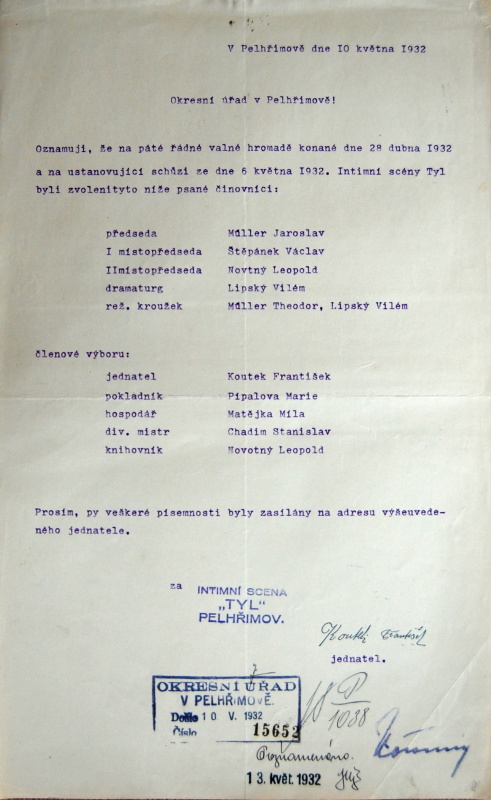 V Pelhřimově dne 10 května 1932
Okresní úřad v Pelhřimově!
Oznamuji, že na páté řádné valné hromadě konané dne 28 dubna 1932
a na ustanovující schůzi ze dne 6 května 1932. Intimní scény Tyl
byli zvolenityto níže psané činovníci:
předseda Müller Jaroslav
I místopředseda Štěpánek Václav
IImístopředseda Novtný Leopold
dramaturg Lipský Vilém
rež. kroužek Müller Theodor, Lipský Vilém
členové výboru:
jednatel Koutek František
pokladník Pípalova Marie
hospodář Matějka Míla
div. mistr Chadim Stanislav
knihovník Novotný Leopold
Prosím, py veškeré písemnosti byly zasílány na adresu výšeuvede-
ného jednatele.
za
INTIMNÍ SCENA
„TYL"
PELHŘIMOV.
Koutek František
jednatel.
OKRESNÍ ÚŘAD
V PELHŘIMOVĚ.
Došlo 10 V. 1932
Číslo 15652
1038
Poznamenáno.
13. květ. 1932